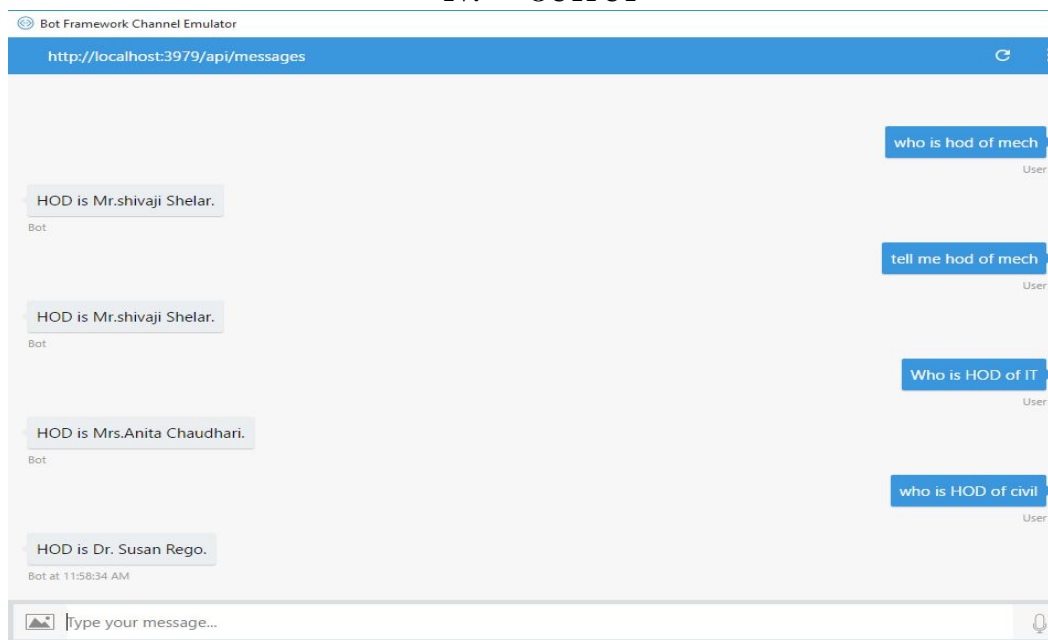 Bot Framework Channel Emulator
http://localhost:3979/api/messages
who is hod of mech
User
HOD is Mr.shivaji Shelar.
Bot
tell me hod of mech
User
HOD is Mr.shivaji Shelar.
Bot
Who is HOD of IT
User
HOD is Mrs.Anita Chaudhari.
Bot
who is HOD of civil
User
HOD is Dr. Susan Rego.
Bot at 11:58:34 AM
Type your message...